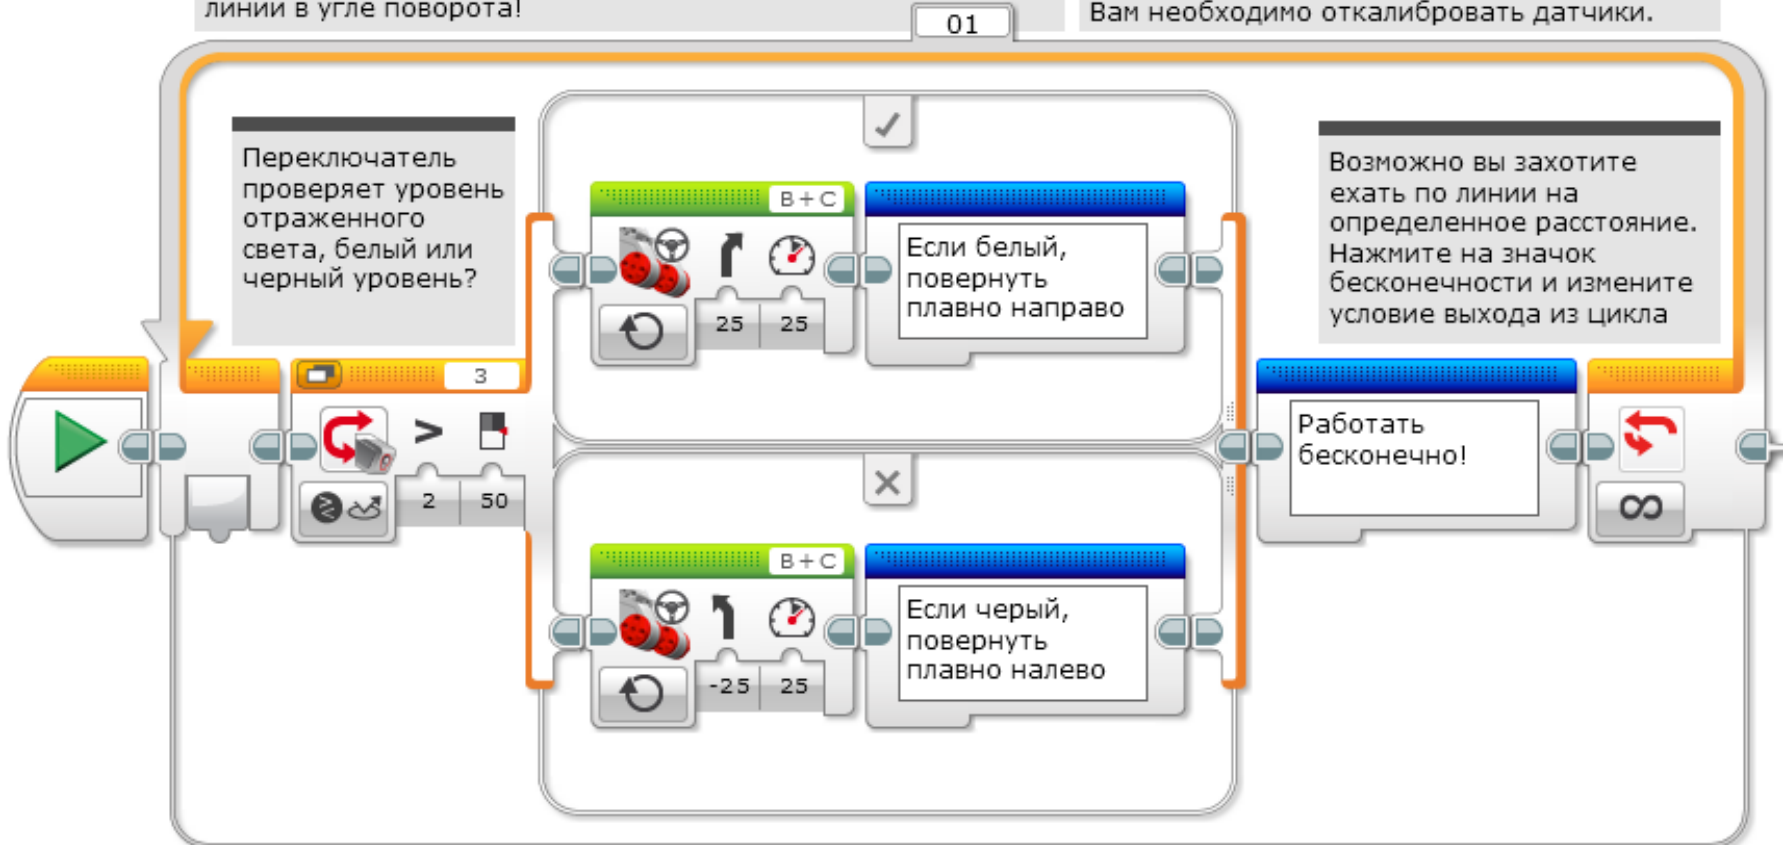 линии в угле поворота!
Вам необходимо откалибровать датчики.
01
Переключатель
проверяет уровень
отраженного
света, белый или
черный уровень?
B + C
25 25
Если белый,
повернуть
плавно направо
Возможно вы захотите
ехать по линии на
определенное расстояние.
Нажмите на значок
бесконечности и измените
условие выхода из цикла
3
>
2 50
B + C
-25 25
Если черый,
повернуть
плавно налево
Работать
бесконечно!
∞